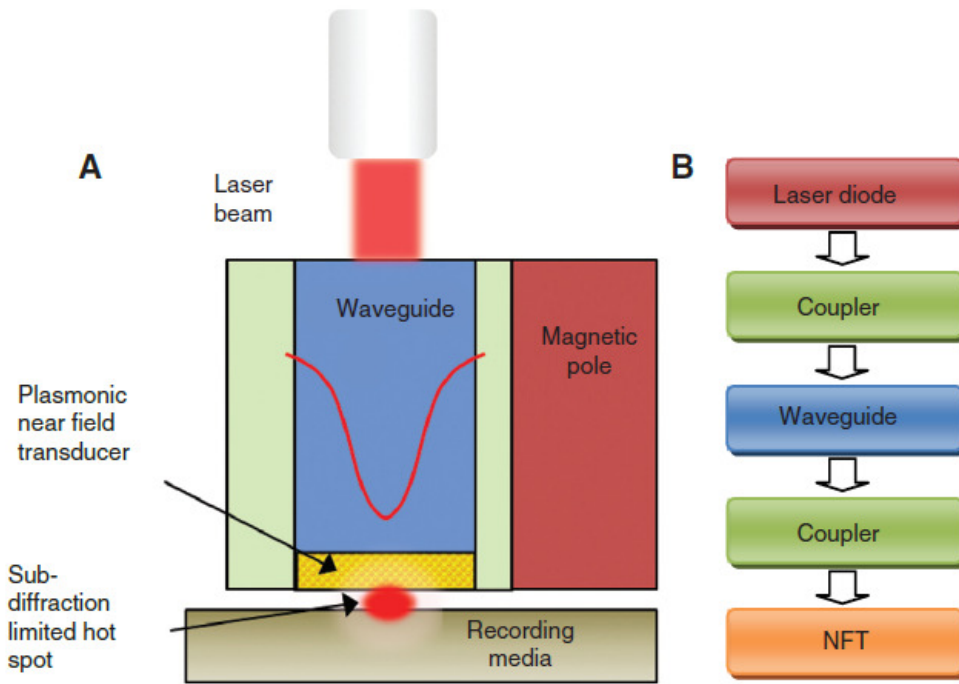 A
Laser
beam
Waveguide
Magnetic
pole
Plasmonic
near field
transducer
Sub-
diffraction
limited hot
spot
Recording
media
B
Laser diode
Coupler
Waveguide
Coupler
NFT